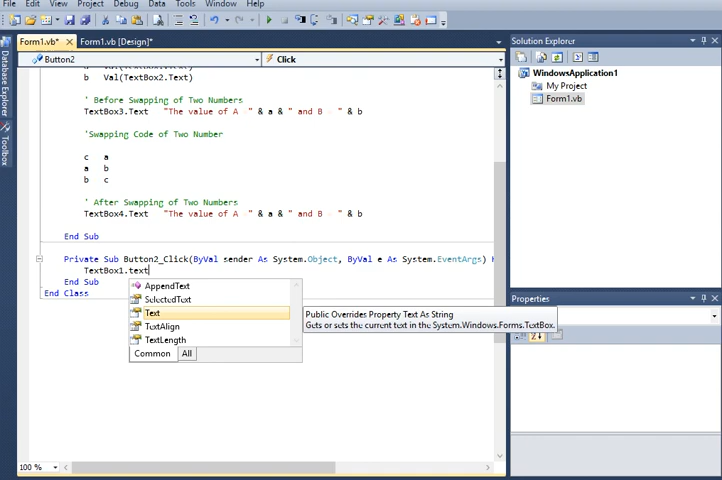 File Edit View Project Debug Data Tools Window Help
Form1.vb* Form1.vb [Design]*
Button2 Click
b Val(TextBox2.Text)
' Before Swapping of Two Numbers
TextBox3.Text "The value of A " & a & " and B " & b
'Swapping Code of Two Number
c a
a b
b c
' After Swapping of Two Numbers
TextBox4.Text "The value of A " & a & " and B " & b
End Sub
Private Sub Button2_Click(ByVal sender As System.Object, ByVal e As System.EventArgs)
TextBox1.text
End Sub
End Class
AppendText
SelectedText
Text
TextAlign
TextLength
Common All
Public Overrides Property Text As String
Gets or sets the current text in the System.Windows.Forms.TextBox.
100 %
Database Explorer
Toolbox
Solution Explorer
WindowsApplication1
My Project
Form1.vb
Properties